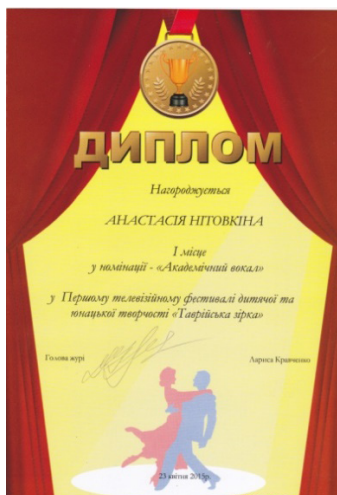 ДИПЛОМ
Нагороджується
АНАСТАСІЯ НІТОВКІНА
І місце
у номінації - «Академічний вокал»
у Першому телевізійному фестивалі дитячої та
юнацької творчості «Таврійська зірка»
Голова журі Лариса Кравченко
23 квітня 2015р.